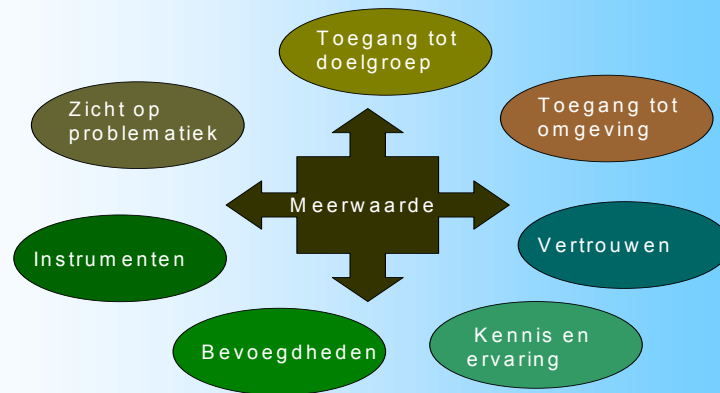 Toegang tot
doelgroep
Zicht op
problematiek
Toegang tot
omgeving
Meerwaarde
Instrumenten
Vertrouwen
Bevoegdheden
Kennis en
ervaring